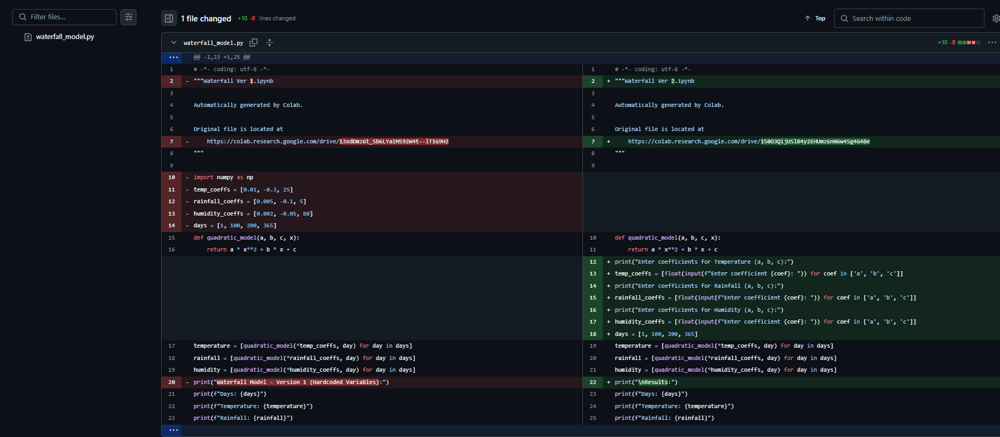 Filter files...
waterfall_model.py
1 file changed +10 -8 lines changed
Top
Search within code
waterfall_model.py
+10 -8
@@ -1,23 +1,25 @@
1 # -*- coding: utf-8 -*-
2 - """Waterfall Ver 1.ipynb
3
4 Automatically generated by Colab.
5
6 Original file is located at
7 - https://colab.research.google.com/drive/13xdDmz6t_Sb6LYaIM592W4t--lT1G9H2
8 """
9
10 - import numpy as np
11 - temp_coeffs = [0.01, -0.3, 25]
12 - rainfall_coeffs = [0.005, -0.1, 5]
13 - humidity_coeffs = [0.002, -0.05, 80]
14 - days = [1, 100, 200, 365]
15 def quadratic_model(a, b, c, x):
16 return a * x**2 + b * x + c
17 temperature = [quadratic_model(*temp_coeffs, day) for day in days]
18 rainfall = [quadratic_model(*rainfall_coeffs, day) for day in days]
19 humidity = [quadratic_model(*humidity_coeffs, day) for day in days]
20 - print("Waterfall Model - Version 1 (Hardcoded Variables):")
21 print(f"Days: {days}")
22 print(f"Temperature: {temperature}")
23 print(f"Rainfall: {rainfall}")
1 # -*- coding: utf-8 -*-
2 + """Waterfall Ver 2.ipynb
3
4 Automatically generated by Colab.
5
6 Original file is located at
7 + https://colab.research.google.com/drive/1S0O3QijUSlB4y2EHUmz6nN6w4Sg4G4Be
8 """
9
10 def quadratic_model(a, b, c, x):
11 return a * x**2 + b * x + c
12 + print("Enter coefficients for Temperature (a, b, c):")
13 + temp_coeffs = [float(input(f"Enter coefficient {coef}: ")) for coef in ['a', 'b', 'c']]
14 + print("Enter coefficients for Rainfall (a, b, c):")
15 + rainfall_coeffs = [float(input(f"Enter coefficient {coef}: ")) for coef in ['a', 'b', 'c']]
16 + print("Enter coefficients for Humidity (a, b, c):")
17 + humidity_coeffs = [float(input(f"Enter coefficient {coef}: ")) for coef in ['a', 'b', 'c']]
18 + days = [1, 100, 200, 365]
19 temperature = [quadratic_model(*temp_coeffs, day) for day in days]
20 rainfall = [quadratic_model(*rainfall_coeffs, day) for day in days]
21 humidity = [quadratic_model(*humidity_coeffs, day) for day in days]
22 + print("\nResults:")
23 print(f"Days: {days}")
24 print(f"Temperature: {temperature}")
25 print(f"Rainfall: {rainfall}")